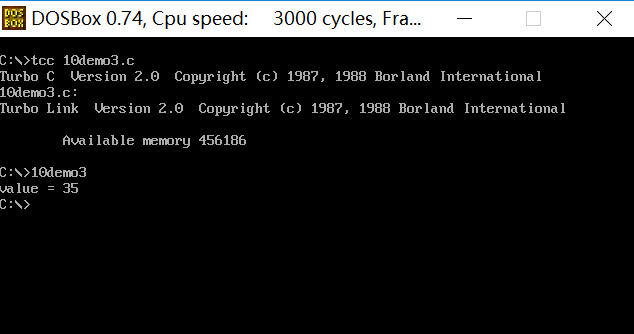 DOS
BOX
DOSBox 0.74, Cpu speed: 3000 cycles, Fra...
C:\>tcc 10demo3.c
Turbo C  Version 2.0  Copyright (c) 1987, 1988 Borland International
10demo3.c:
Turbo Link  Version 2.0  Copyright (c) 1987, 1988 Borland International
Available memory 456186
C:\>10demo3
value = 35
C:\>